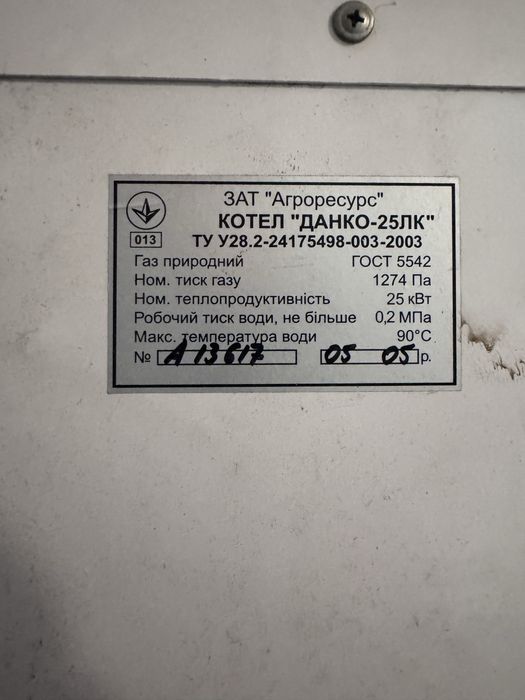 ЗАТ "Агроресурс"
КОТЕЛ "ДАНКО-25ЛК"
013 ТУ У28.2-24175498-003-2003
Газ природний ГОСТ 5542
Ном. тиск газу 1274 Па
Ном. теплопродуктивність 25 кВт
Робочий тиск води, не більше 0,2 МПа
Макс. температура води 90°С
№ А 13617 05 05 р.